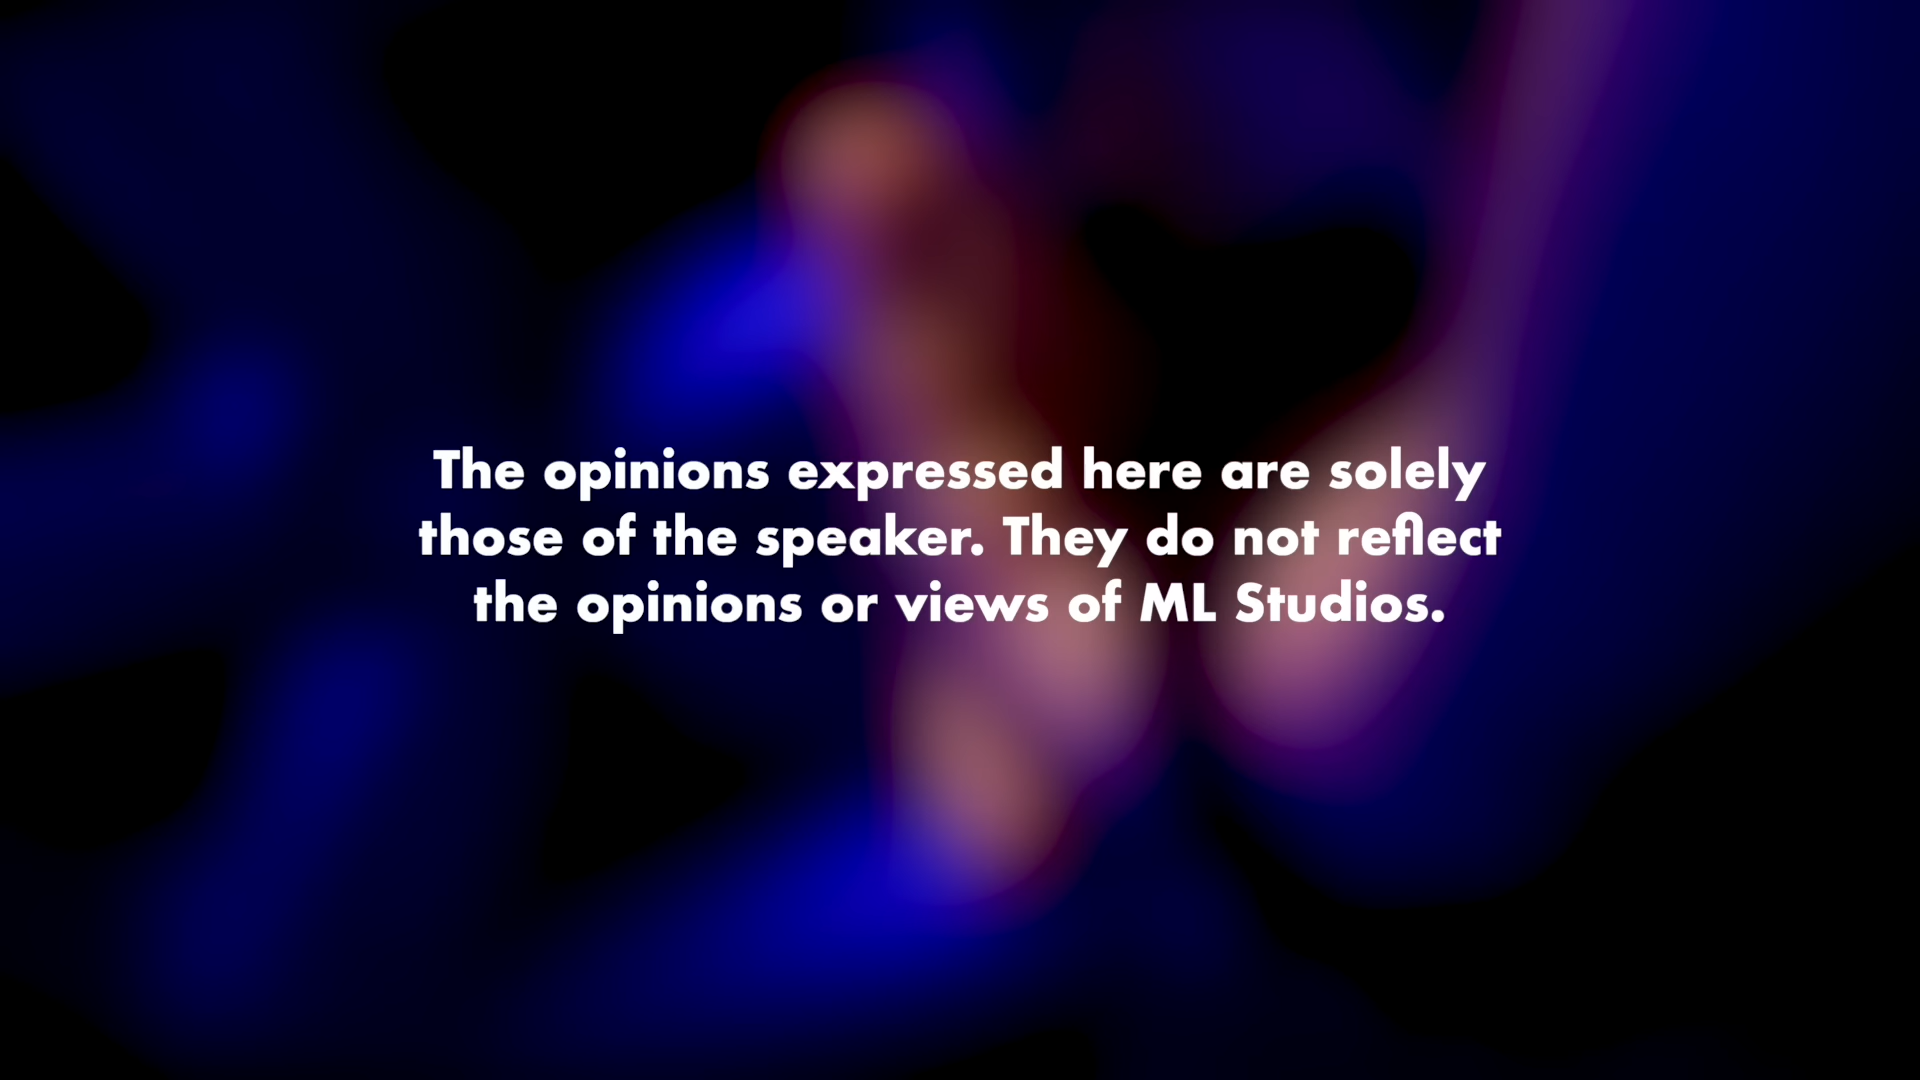 The opinions expressed here are solely
those of the speaker. They do not reflect
the opinions or views of ML Studios.